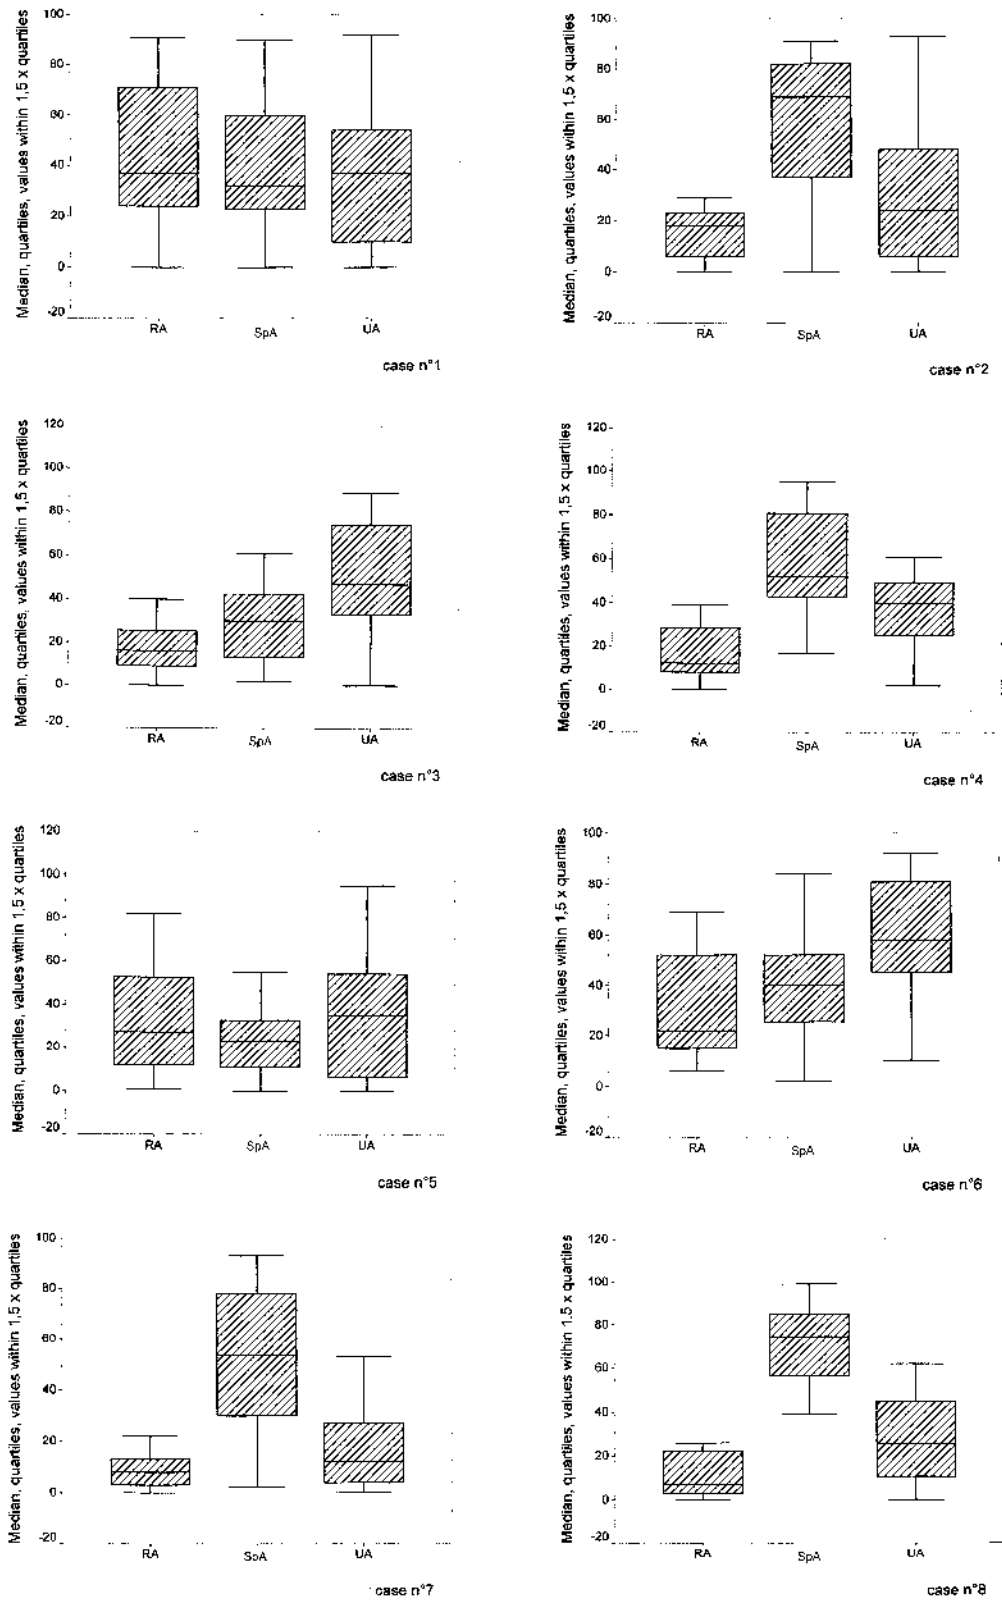 Median, quartiles, values within 1,5 x quartiles
100
80
60
40
20
0
-20
RA
SpA
UA
case n°1
Median, quartiles, values within 1,5 x quartiles
100
80
60
40
20
0
-20
RA
SpA
UA
case n°2
Median, quartiles, values within 1,5 x quartiles
120
100
80
60
40
20
0
-20
RA
SpA
UA
case n°3
Median, quartiles, values within 1,5 x quartiles
120
100
80
60
40
20
0
-20
RA
SpA
UA
case n°4
Median, quartiles, values within 1,5 x quartiles
120
100
80
60
40
20
0
-20
RA
SpA
UA
case n°5
Median, quartiles, values within 1,5 x quartiles
100
80
60
40
20
0
-20
RA
SpA
UA
case n°6
Median, quartiles, values within 1,5 x quartiles
100
80
60
40
20
0
-20
RA
SpA
UA
case n°7
Median, quartiles, values within 1.5 x quartiles
120
100
80
60
40
20
0
-20
RA
SpA
UA
case n°8